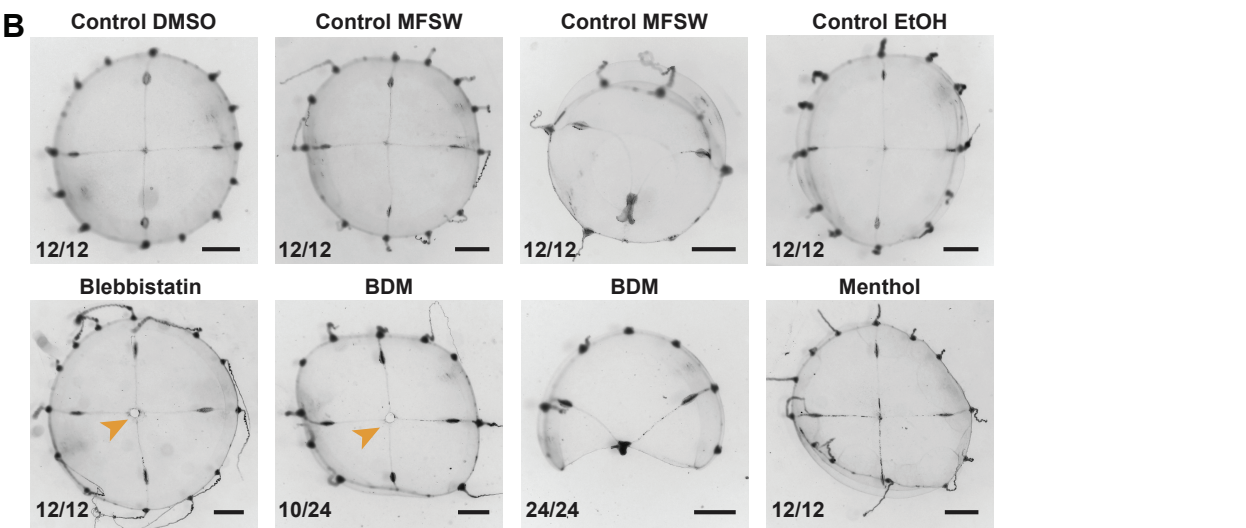 B
Control DMSO
Control MFSW
Control MFSW
Control EtOH
12/12
12/12
12/12
12/12
Blebbistatin
BDM
BDM
Menthol
12/12
10/24
24/24
12/12